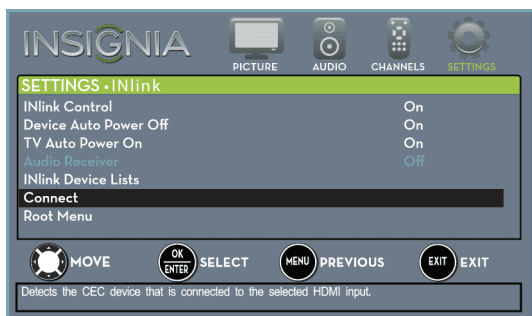 INSIGNIA
PICTURE AUDIO CHANNELS SETTINGS
SETTINGS • INlink
INlink Control On
Device Auto Power Off On
TV Auto Power On On
Audio Receiver Off
INlink Device Lists
Connect
Root Menu
MOVE OK ENTER SELECT MENU PREVIOUS EXIT EXIT
Detects the CEC device that is connected to the selected HDMI input.